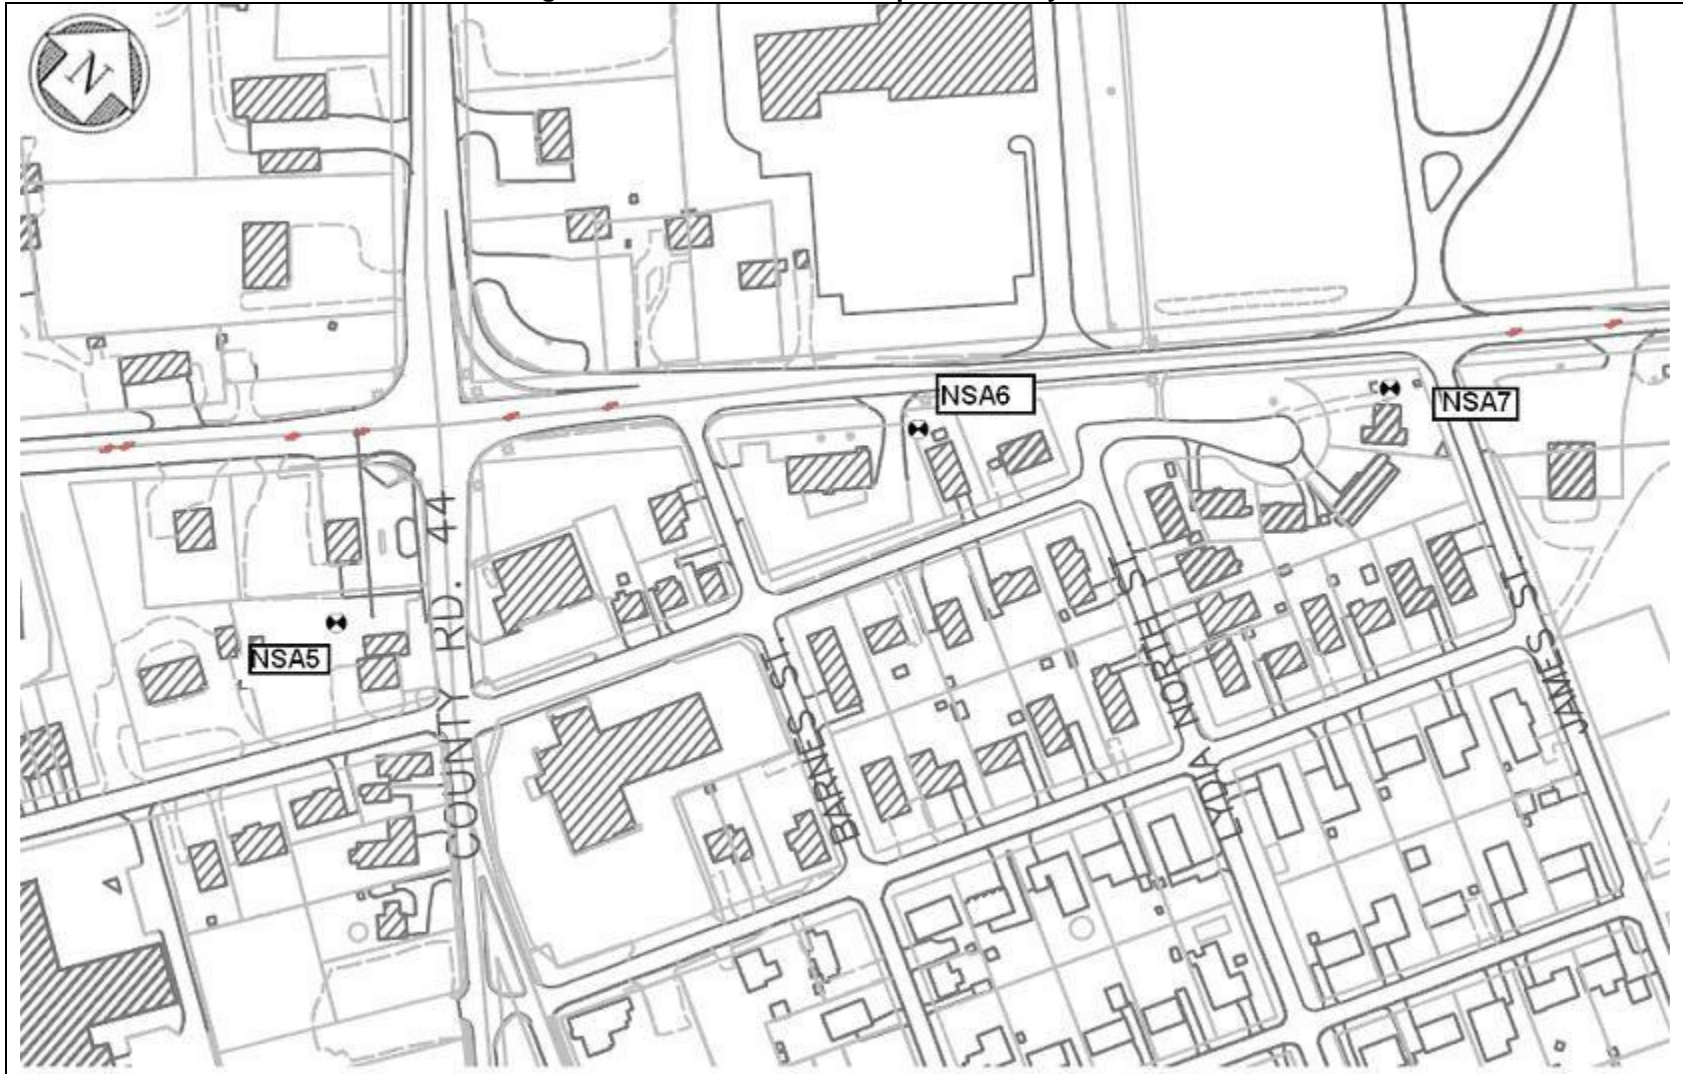 N
NSA6
NSA7
NSA5
COUNTY RD. 44
BARNES ST.
LYDIA NORTH ST.
JAMES ST.